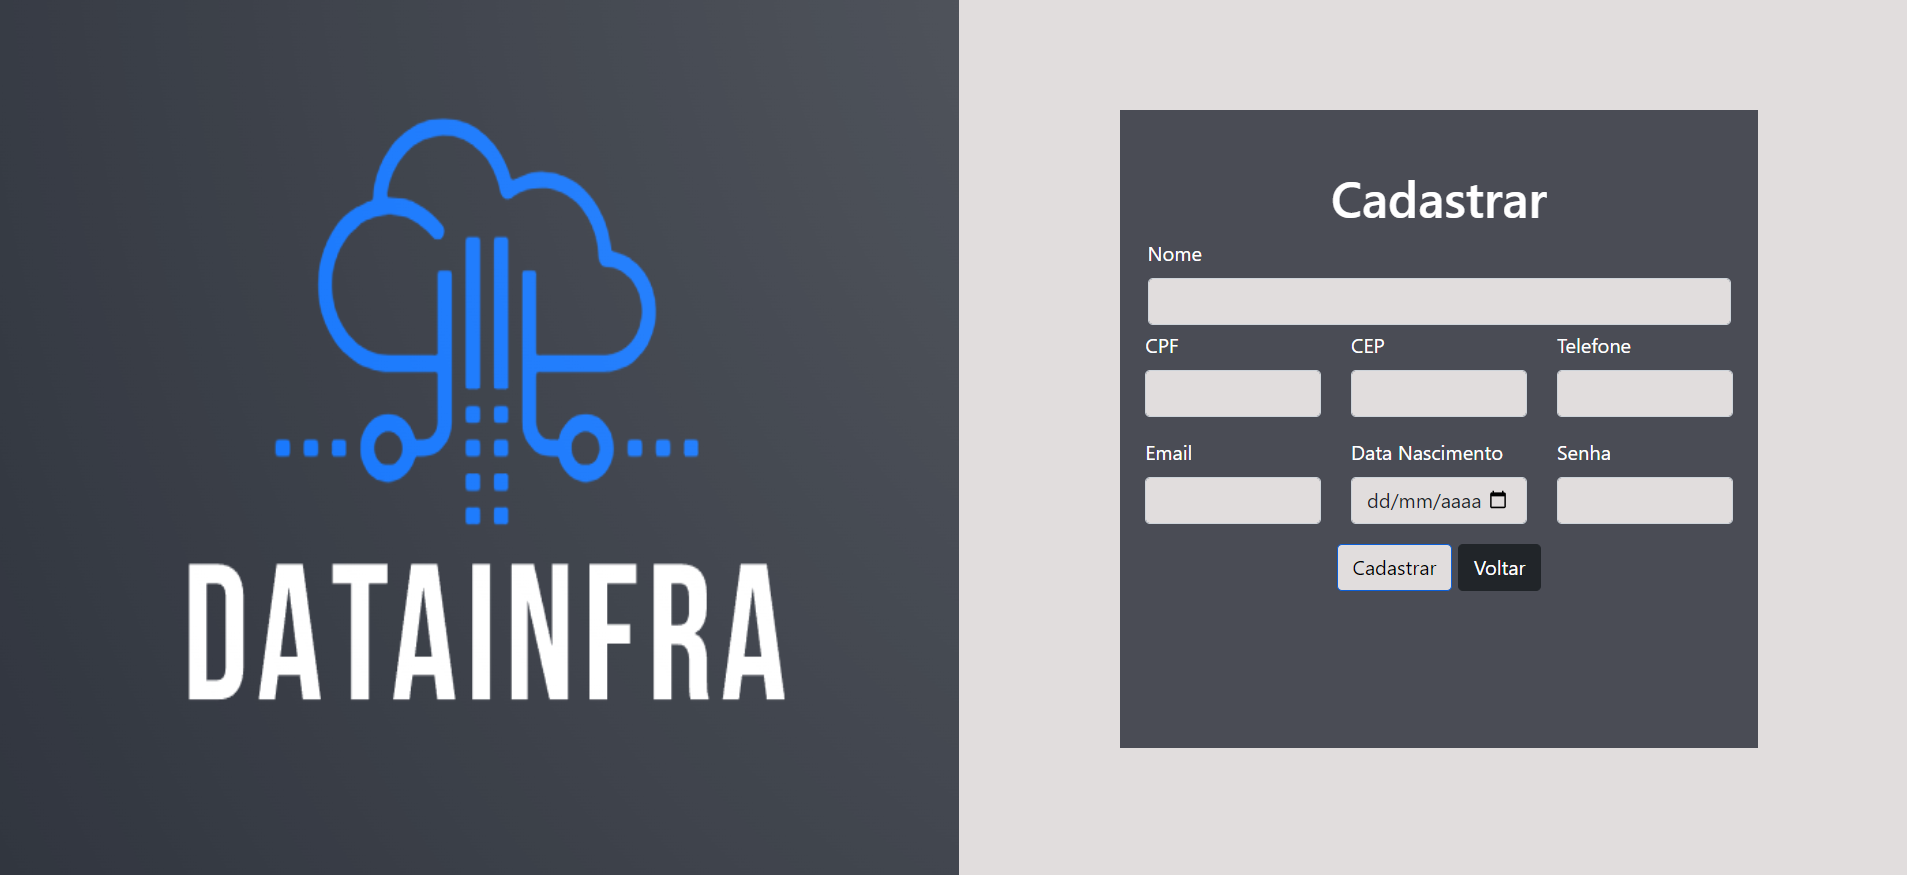 DATAINFRA
Cadastrar
Nome
CPF CEP Telefone
Email Data Nascimento Senha
dd/mm/aaaa
Cadastrar Voltar